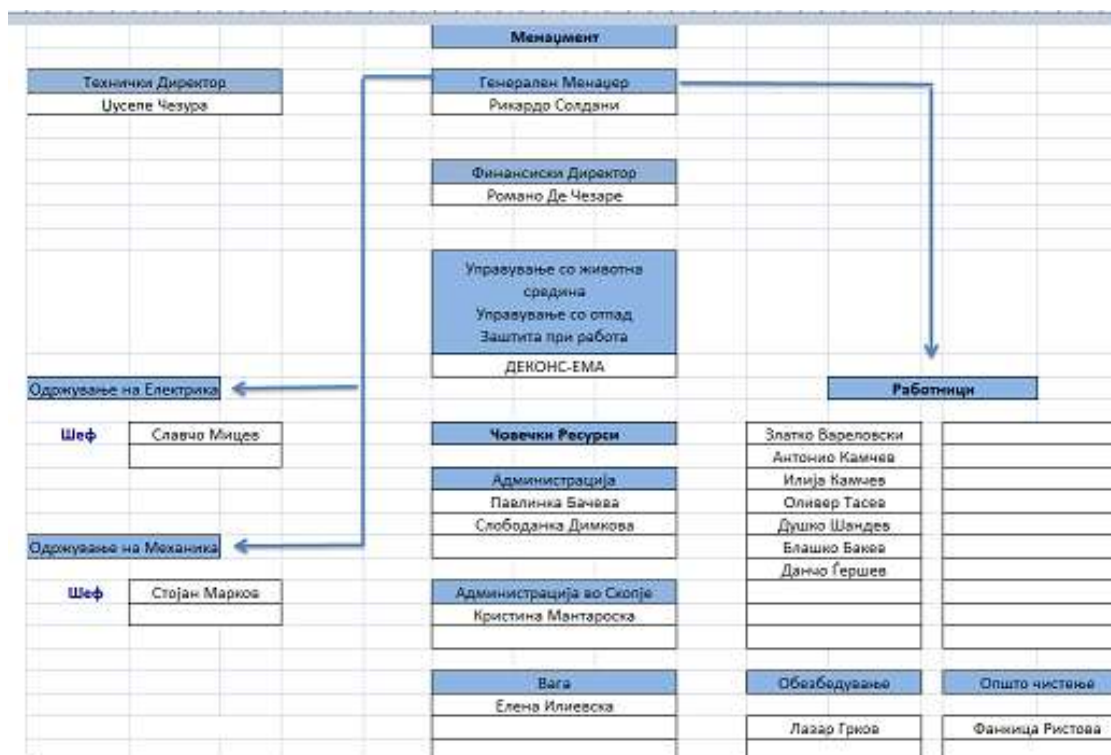 Менаџмент
Технички Директор
Џусепе Чезура
Генерален Менаџер
Рикардо Солдани
Финансиски Директор
Романо Де Чезаре
Управување со животна
средина
Управување со отпад
Заштита при работа
ДЕКОНС-ЕМА
Одржување на Електрика
Шеф Славчо Мицев
Одржување на Механика
Шеф Стојан Марков
Човечки Ресурси
Администрација
Павлинка Бачева
Слободанка Димкова
Администрација во Скопје
Кристина Мантароска
Вага
Елена Илиевска
Работници
Златко Вареловски
Антонио Камчев
Илија Камчев
Оливер Тасев
Душко Шандев
Блашко Бакев
Данчо Ѓершев
Обезбедување
Лазар Грков
Општо чистење
Фанкица Ристова